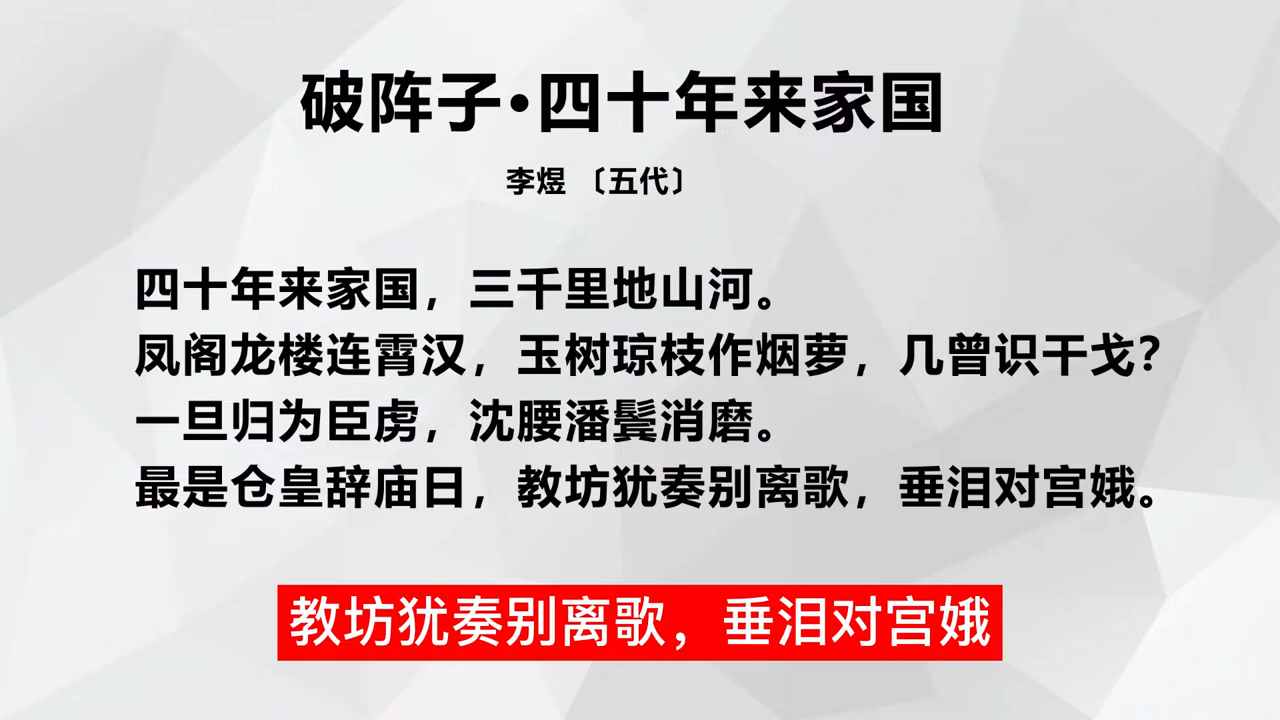 破阵子·四十年来家国
李煜 〔五代〕
四十年来家国，三千里地山河。
凤阁龙楼连霄汉，玉树琼枝作烟萝，几曾识干戈？
一旦归为臣虏，沈腰潘鬓消磨。
最是仓皇辞庙日，教坊犹奏别离歌，垂泪对宫娥。
教坊犹奏别离歌，垂泪对宫娥